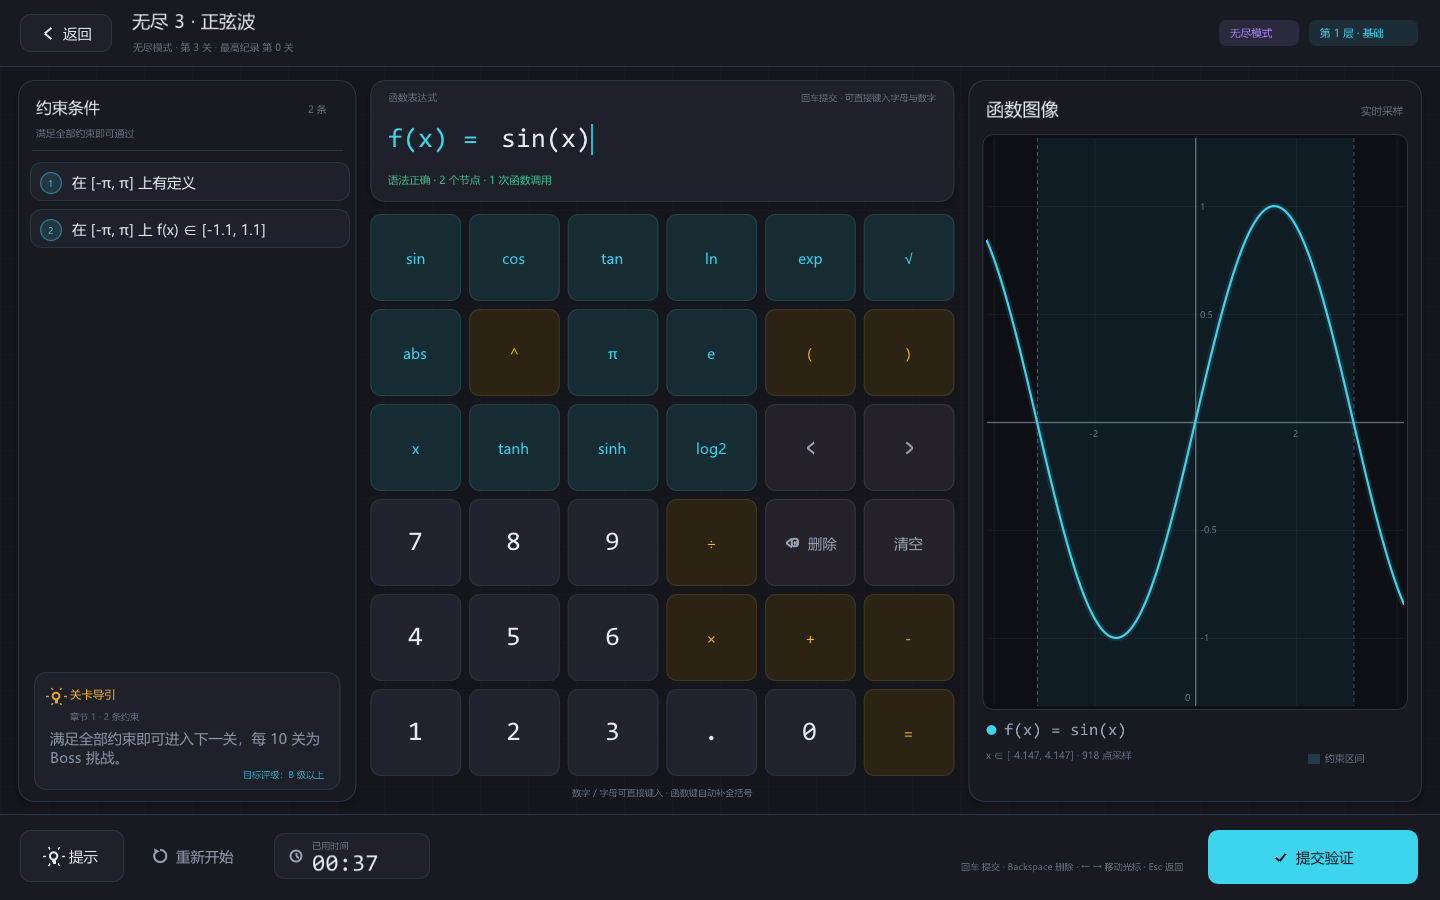 返回
无尽 3 · 正弦波
无尽模式 · 第 3 关 · 最高纪录 第 0 关
无尽模式
第 1 层 · 基础
约束条件
2 条
满足全部约束即可通过
1 在 [-π, π] 上有定义
2 在 [-π, π] 上 f(x) ∈ [-1.1, 1.1]
关卡导引
章节 1 · 2 条约束
满足全部约束即可进入下一关，每 10 关为
Boss 挑战。
目标评级：B 级以上
函数表达式
回车提交 · 可直接键入字母与数字
f(x) = sin(x)
语法正确 · 2 个节点 · 1 次函数调用
sin cos tan ln exp √
abs ^ π e ( )
x tanh sinh log2 < >
7 8 9 ÷ 删除 清空
4 5 6 × + -
1 2 3 . 0 =
数字 / 字母可直接键入 · 函数键自动补全括号
函数图像
实时采样
1
0.5
-2
2
-0.5
-1
0
f(x) = sin(x)
x ∈ [ 4.147, 4.147] · 918 点采样
约束区间
提示
重新开始
已用时间
00:37
回车 提交 · Backspace 删除 · ← → 移动光标 · Esc 返回
提交验证